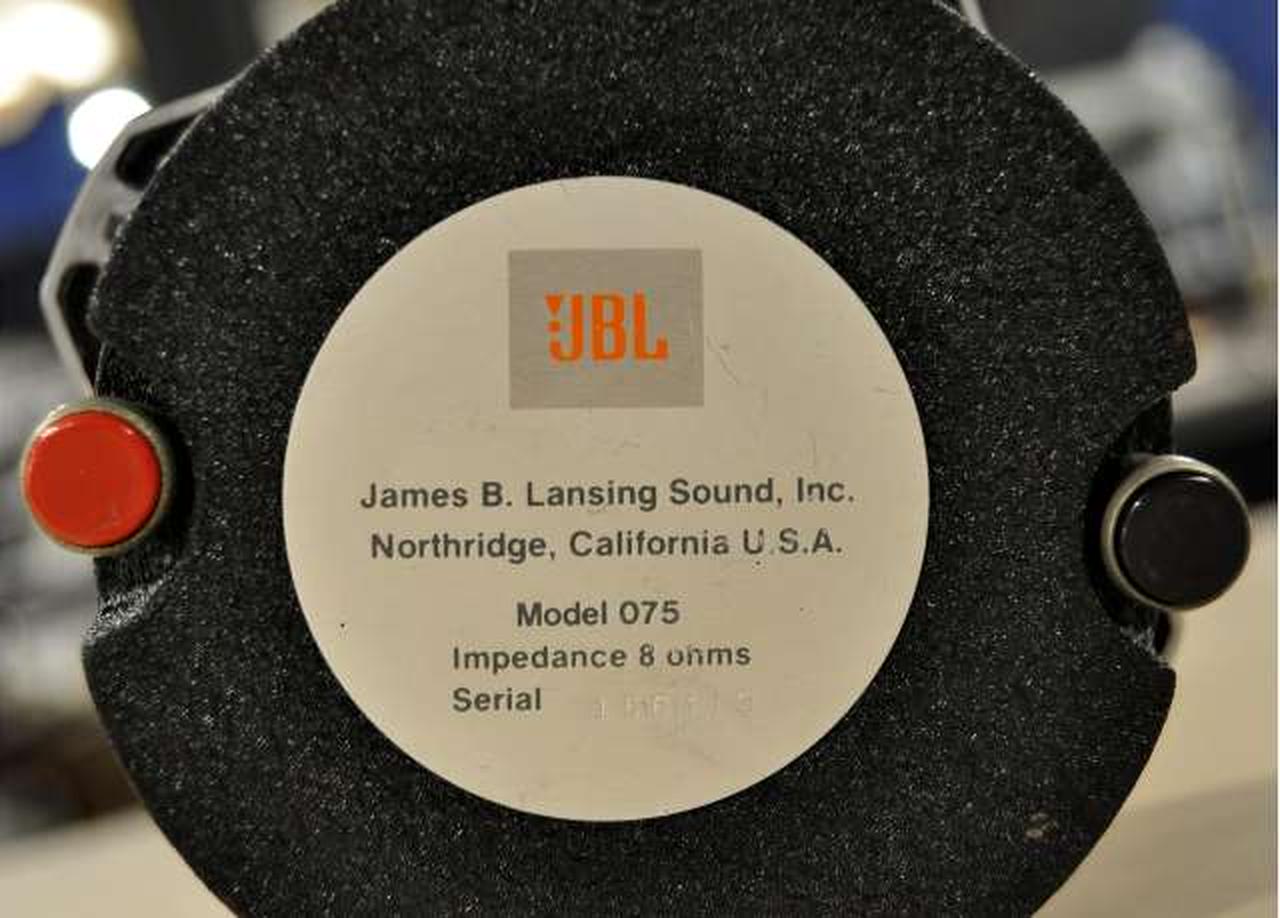 JBL
James B. Lansing Sound, Inc.
Northridge, California U.S.A.
Model 075
Impedance 8 ohms
Serial